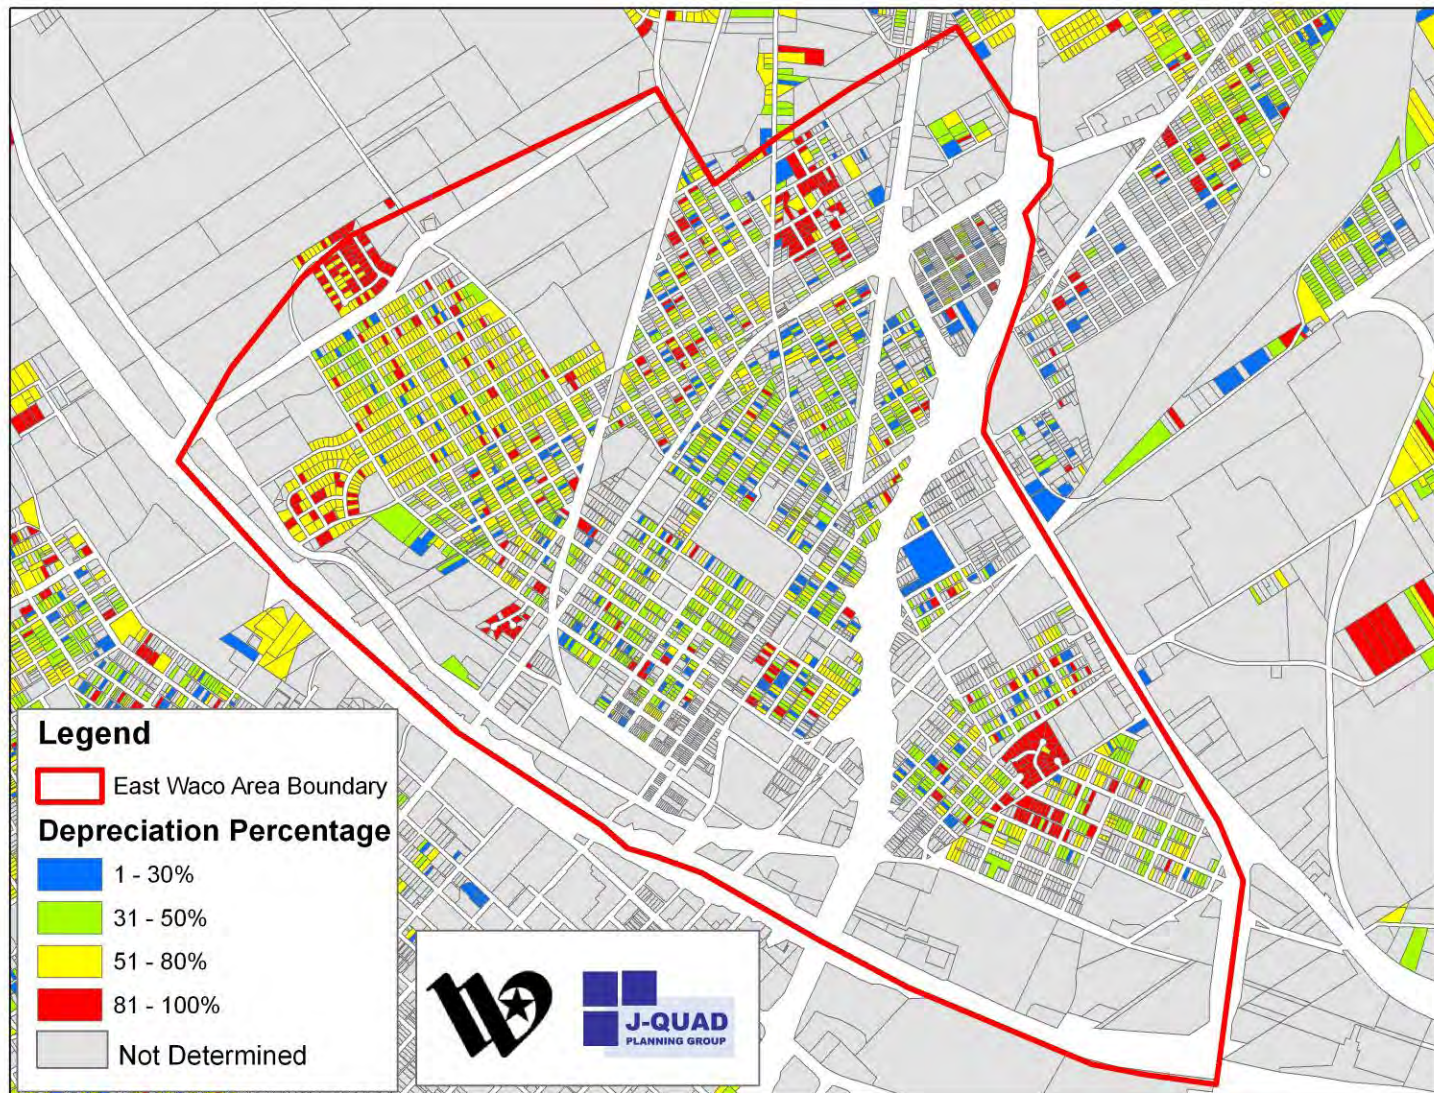 Legend
East Waco Area Boundary
Depreciation Percentage
1 - 30%
31 - 50%
51 - 80%
81 - 100%
Not Determined
W
J-QUAD
PLANNING GROUP